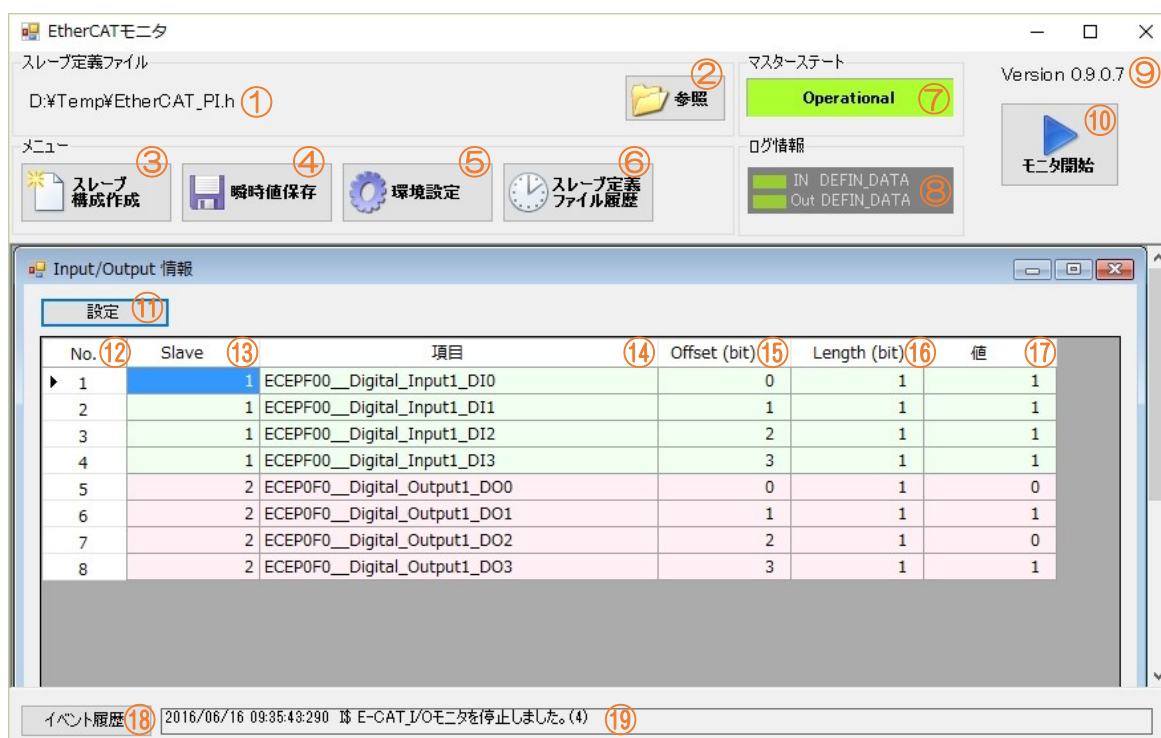 EtherCATモニタ
スレーブ定義ファイル
D:¥Temp¥EtherCAT_PI.h ①
② 参照
マスターステート
Operational ⑦
Version 0.9.0.7 ⑨
⑩
モニタ開始
メニュー
③ スレーブ
構成作成
④ 瞬時値保存
⑤ 環境設定
⑥ スレーブ定義
ファイル履歴
ログ情報
IN DEFIN_DATA
Out DEFIN_DATA ⑧
Input/Output 情報
設定 ⑪
No. ⑫ Slave ⑬ 項目 ⑭ Offset (bit) ⑮ Length (bit) ⑯ 値 ⑰
1 1 ECEPF00__Digital_Input1_DI0 0 1 1
2 1 ECEPF00__Digital_Input1_DI1 1 1 1
3 1 ECEPF00__Digital_Input1_DI2 2 1 1
4 1 ECEPF00__Digital_Input1_DI3 3 1 1
5 2 ECEP0F0__Digital_Output1_DO0 0 1 0
6 2 ECEP0F0__Digital_Output1_DO1 1 1 1
7 2 ECEP0F0__Digital_Output1_DO2 2 1 0
8 2 ECEP0F0__Digital_Output1_DO3 3 1 1
イベント履歴 ⑱ 2016/06/16 09:35:43:290 I$ E-CAT_I/Oモニタを停止しました。(4) ⑲